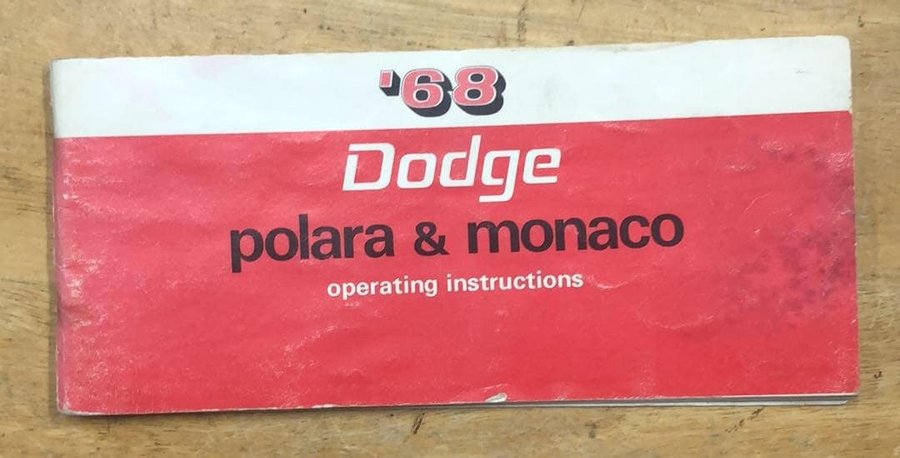 '68
Dodge
polara & monaco
operating instructions